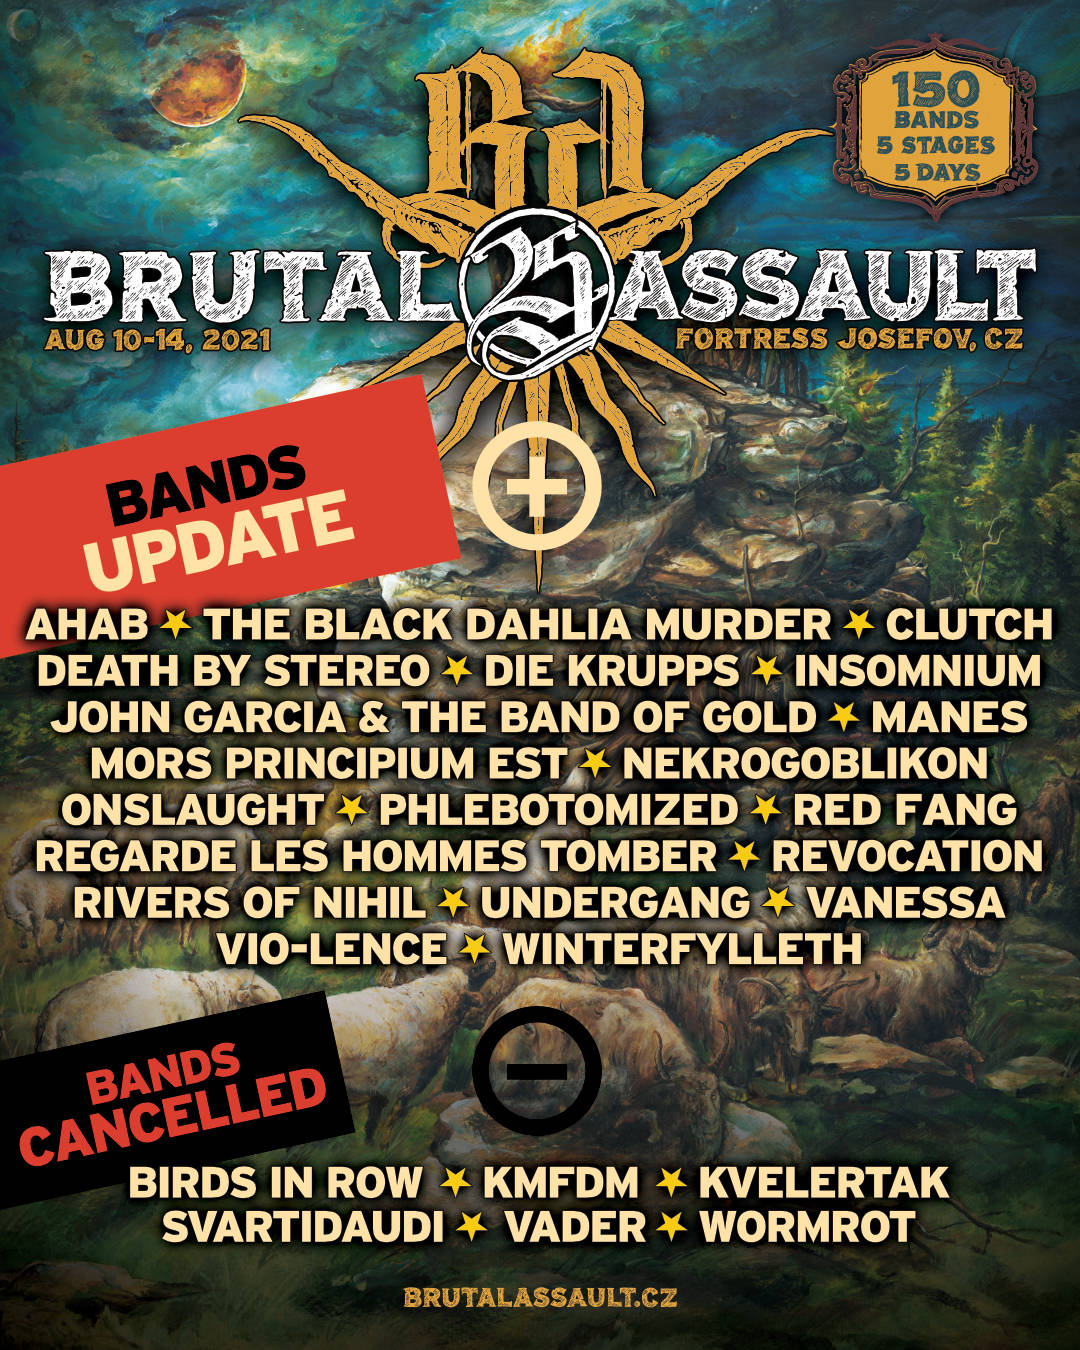 BA
150
BANDS
5 STAGES
5 DAYS
BRUTAL 25 ASSAULT
AUG 10-14, 2021
FORTRESS JOSEFOV, CZ
BANDS
UPDATE
+
AHAB ★ THE BLACK DAHLIA MURDER ★ CLUTCH
DEATH BY STEREO ★ DIE KRUPPS ★ INSOMNIUM
JOHN GARCIA & THE BAND OF GOLD ★ MANES
MORS PRINCIPIUM EST ★ NEKROGOBLIKON
ONSLAUGHT ★ PHLEBOTOMIZED ★ RED FANG
REGARDE LES HOMMES TOMBER ★ REVOCATION
RIVERS OF NIHIL ★ UNDERGANG ★ VANESSA
VIO-LENCE ★ WINTERFYLLETH
−
BANDS
CANCELLED
BIRDS IN ROW ★ KMFDM ★ KVELERTAK
SVARTIDAUDI ★ VADER ★ WORMROT
BRUTALASSAULT.CZ